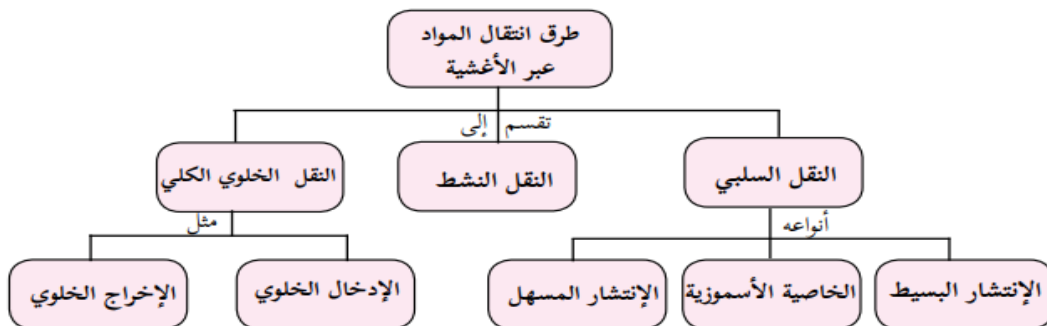 طرق انتقال المواد
عبر الأغشية
تقسم إلى
النقل السلبي
النقل النشط
النقل الخلوي الكلي
أنواعه
مثل
الإنتشار البسيط
الخاصية الأسموزية
الإنتشار المسهل
الإدخال الخلوي
الإخراج الخلوي